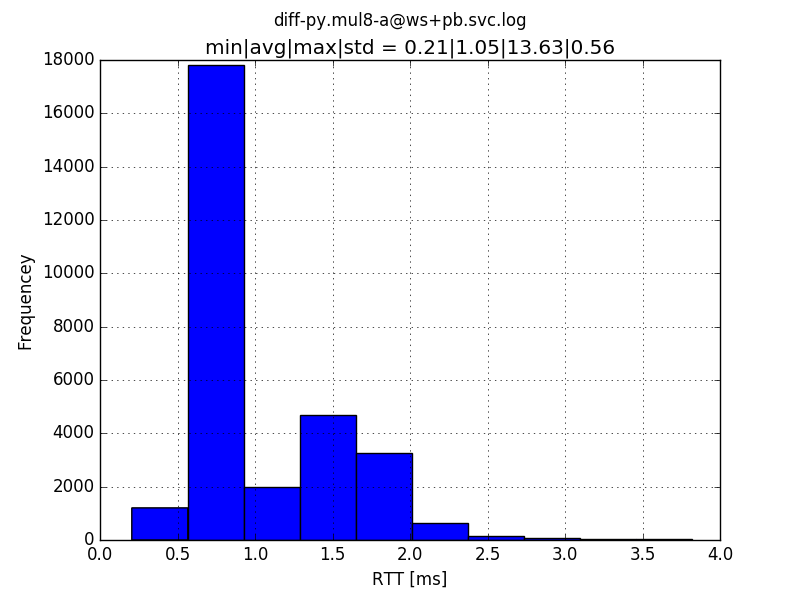 diff-py.mul8-a@ws+pb.svc.log
min|avg|max|std = 0.21|1.05|13.63|0.56
18000
16000
14000
12000
10000
8000
6000
4000
2000
0
Frequencey
0.0 0.5 1.0 1.5 2.0 2.5 3.0 3.5 4.0
RTT [ms]